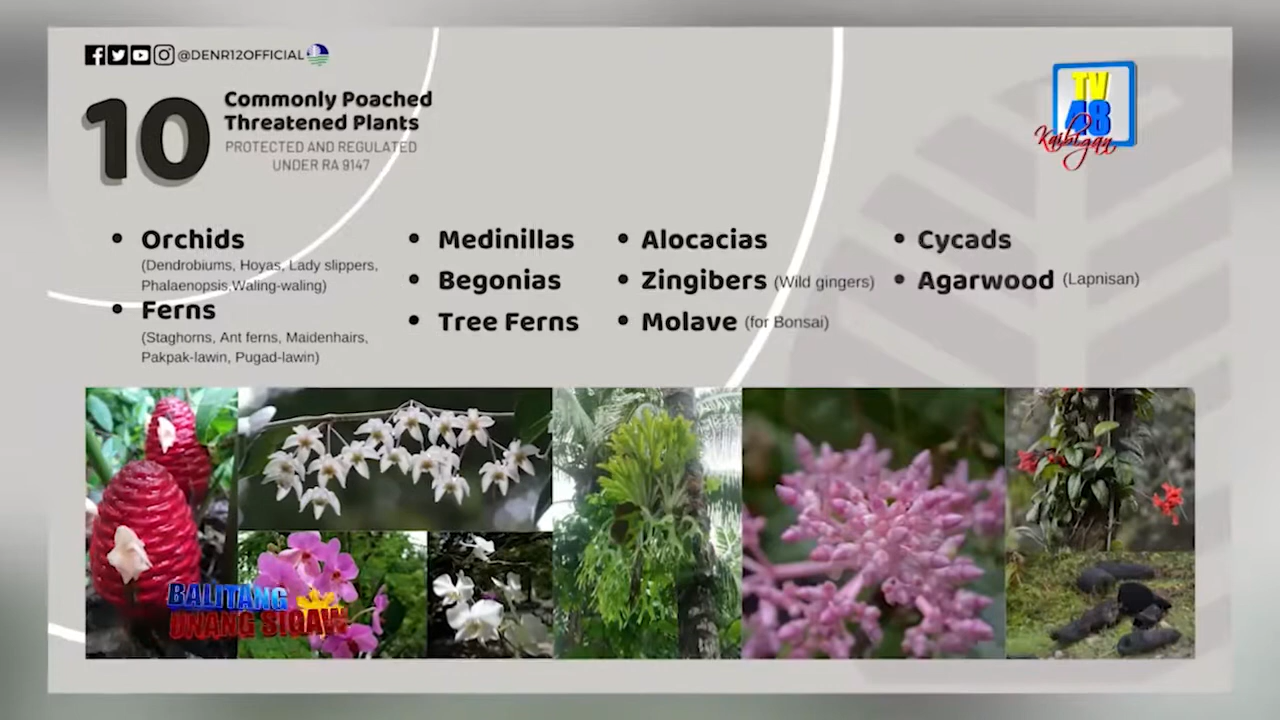 @DENR12OFFICIAL
TV
48
Kaibigan
10
Commonly Poached
Threatened Plants
PROTECTED AND REGULATED
UNDER RA 9147
• Orchids
(Dendrobiums, Hoyas, Lady slippers,
Phalaenopsis,Waling-waling)
• Ferns
(Staghorns, Ant ferns, Maidenhairs,
Pakpak-lawin, Pugad-lawin)
• Medinillas
• Begonias
• Tree Ferns
• Alocacias
• Zingibers (Wild gingers)
• Molave (for Bonsai)
• Cycads
• Agarwood (Lapnisan)
BALITANG
UNANG SIGAW